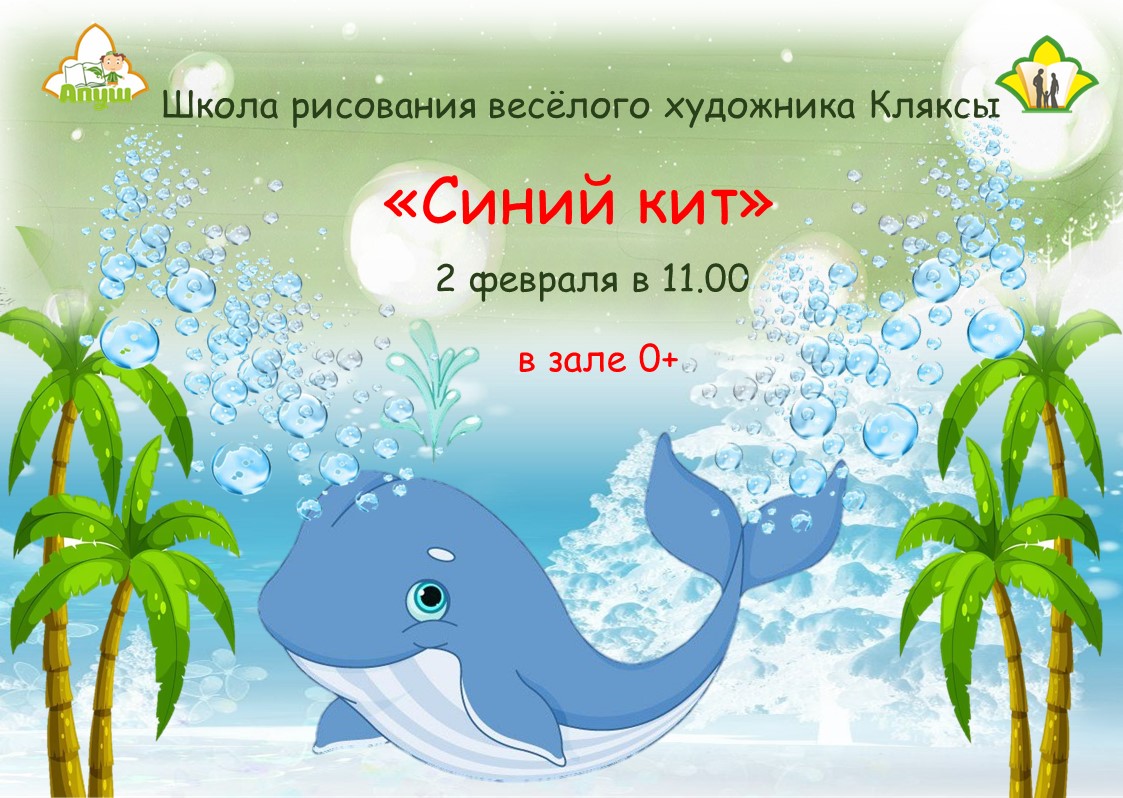 Апуш
Школа рисования весёлого художника Кляксы
«Синий кит»
2 февраля в 11.00
в зале 0+